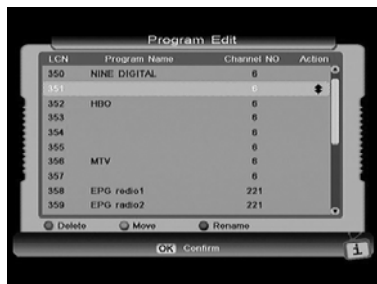 Program Edit
LCN Program Name Channel NO Action
350 NINE DIGITAL 6
351 6
352 HBO 6
353 6
354 6
355 6
356 MTV 6
357 6
358 EPG redio1 221
359 EPG redio2 221
Delete Move Rename
OK Confirm
i